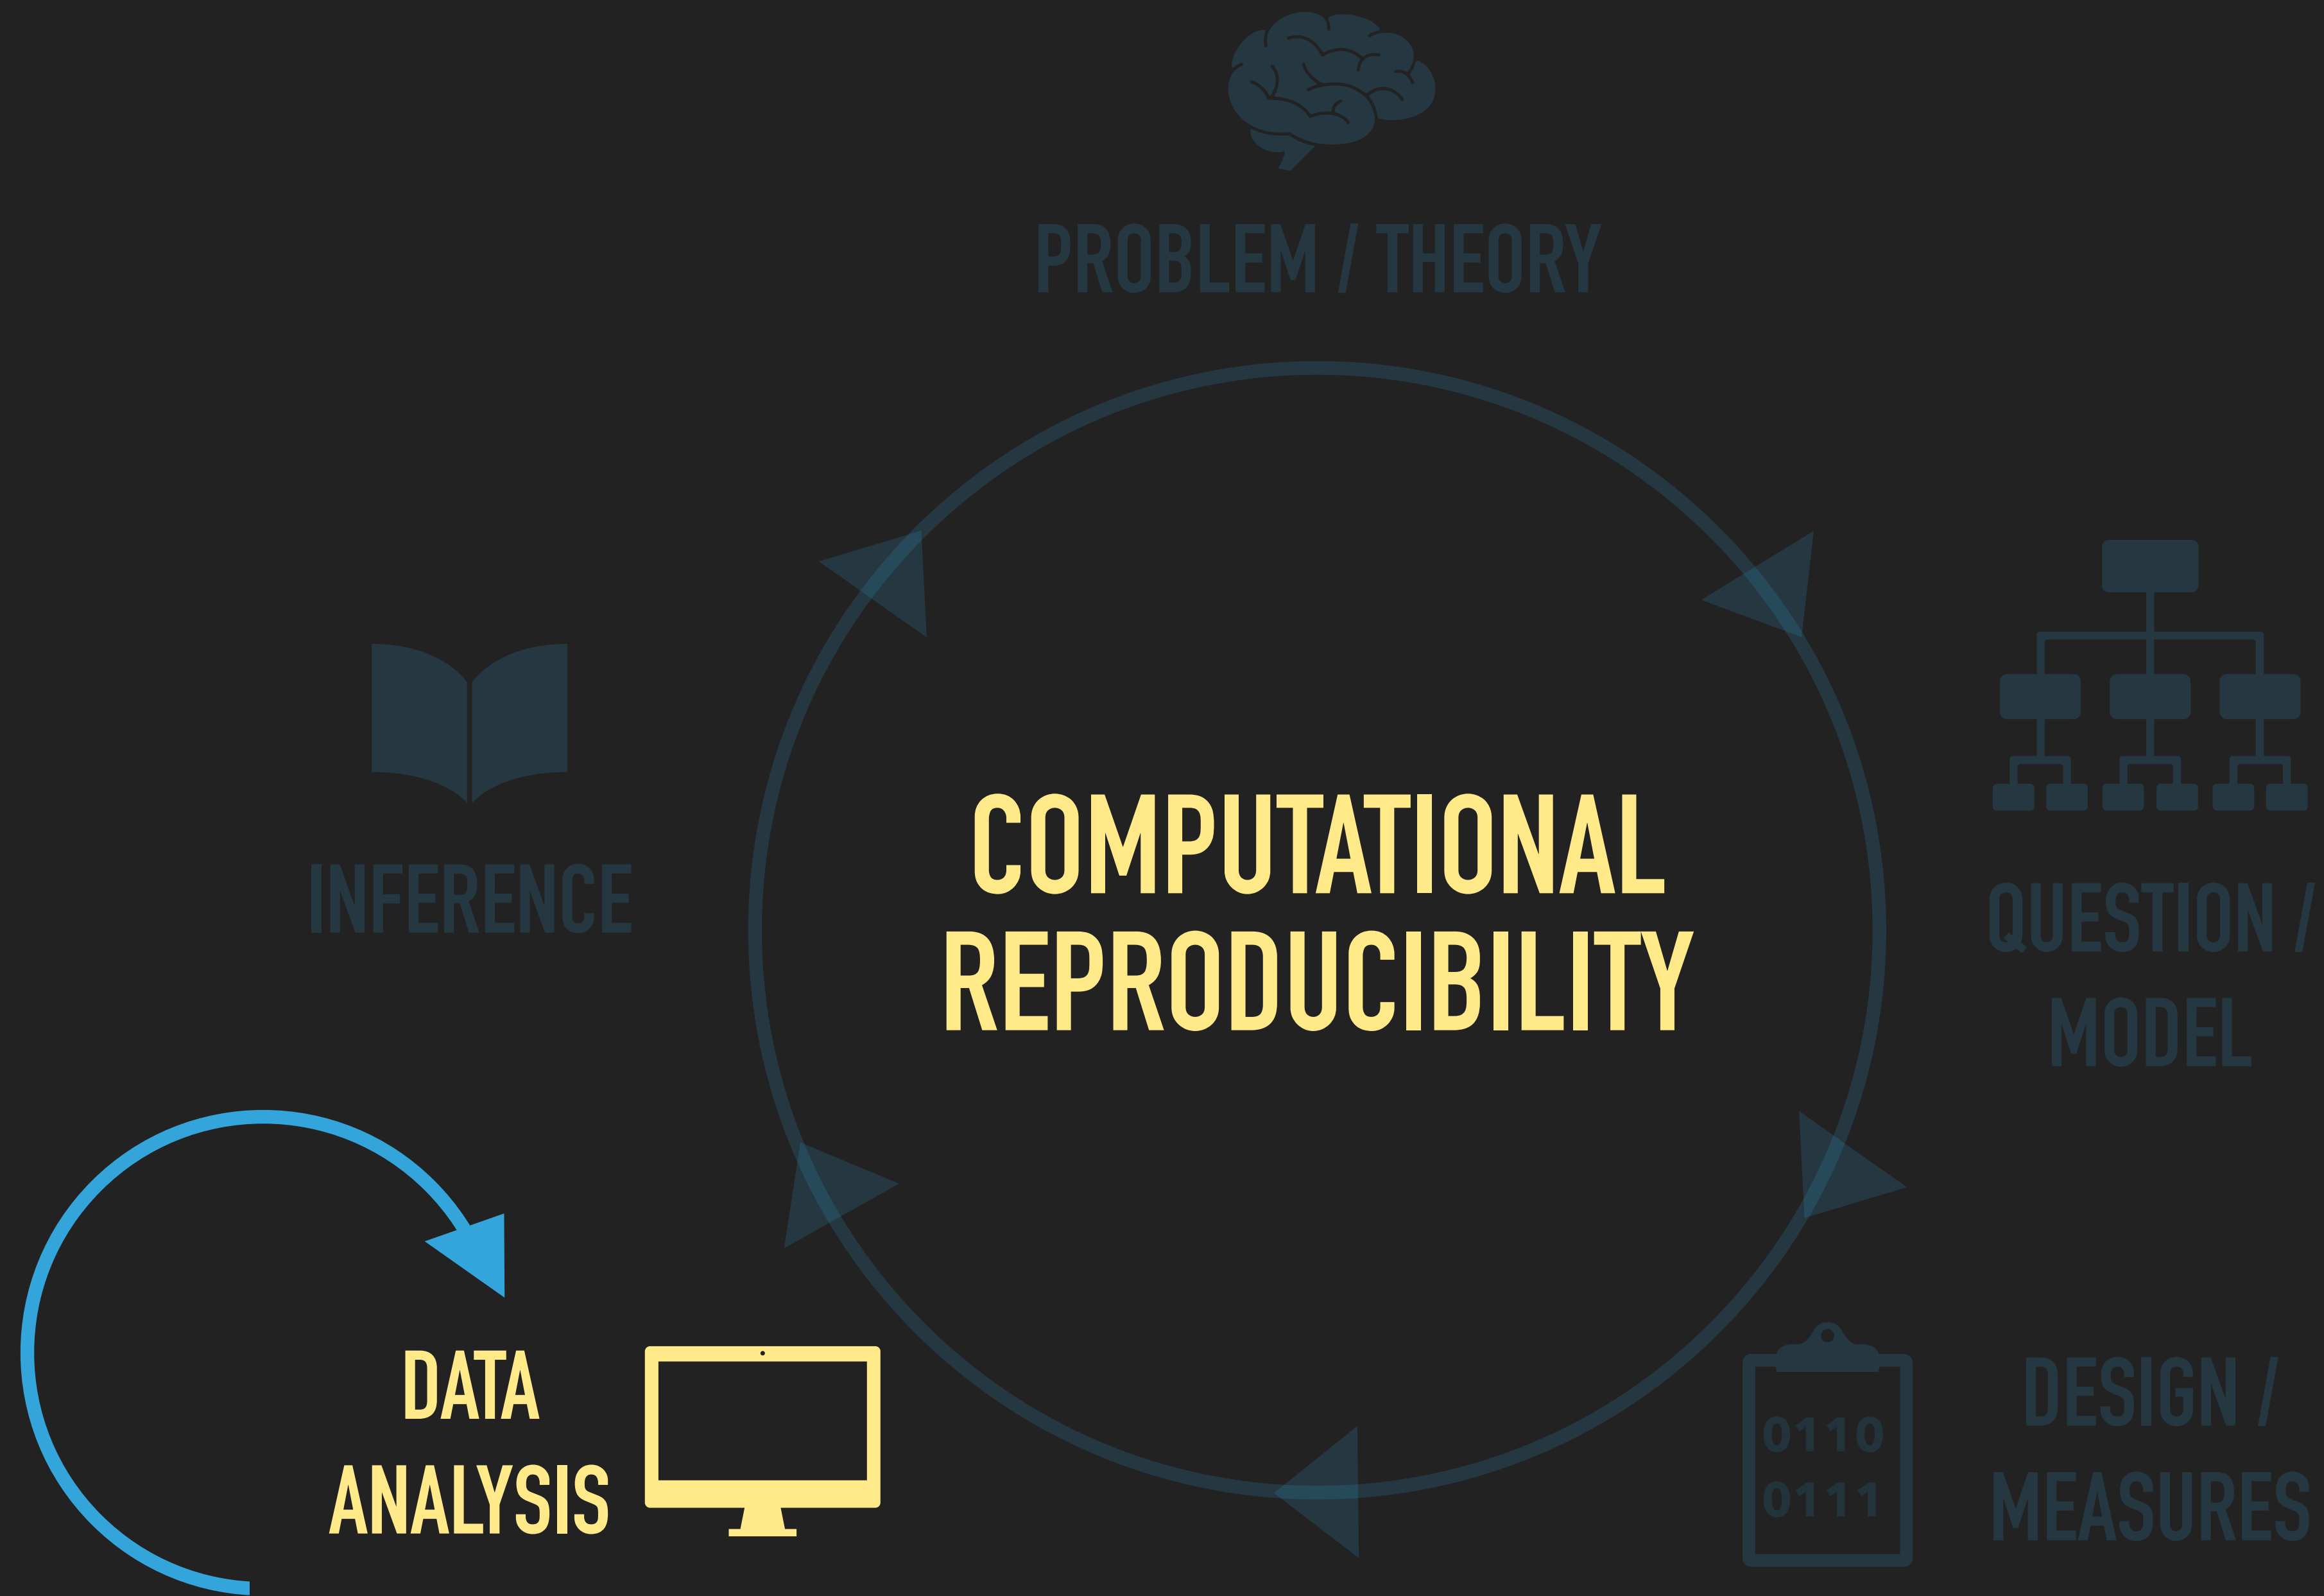 PROBLEM / THEORY
QUESTION /
MODEL
COMPUTATIONAL
REPRODUCIBILITY
INFERENCE
DATA
ANALYSIS
0110
0111
DESIGN /
MEASURES